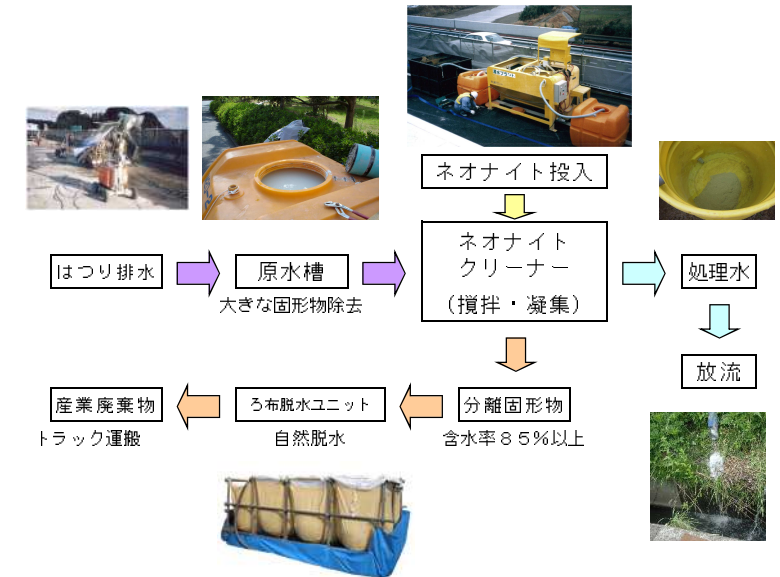 ネオナイト投入
はつり排水
原水槽
大きな固形物除去
ネオナイト
クリーナー
（撹拌・凝集）
処理水
放流
産業廃棄物
トラック運搬
ろ布脱水ユニット
自然脱水
分離固形物
含水率８５％以上